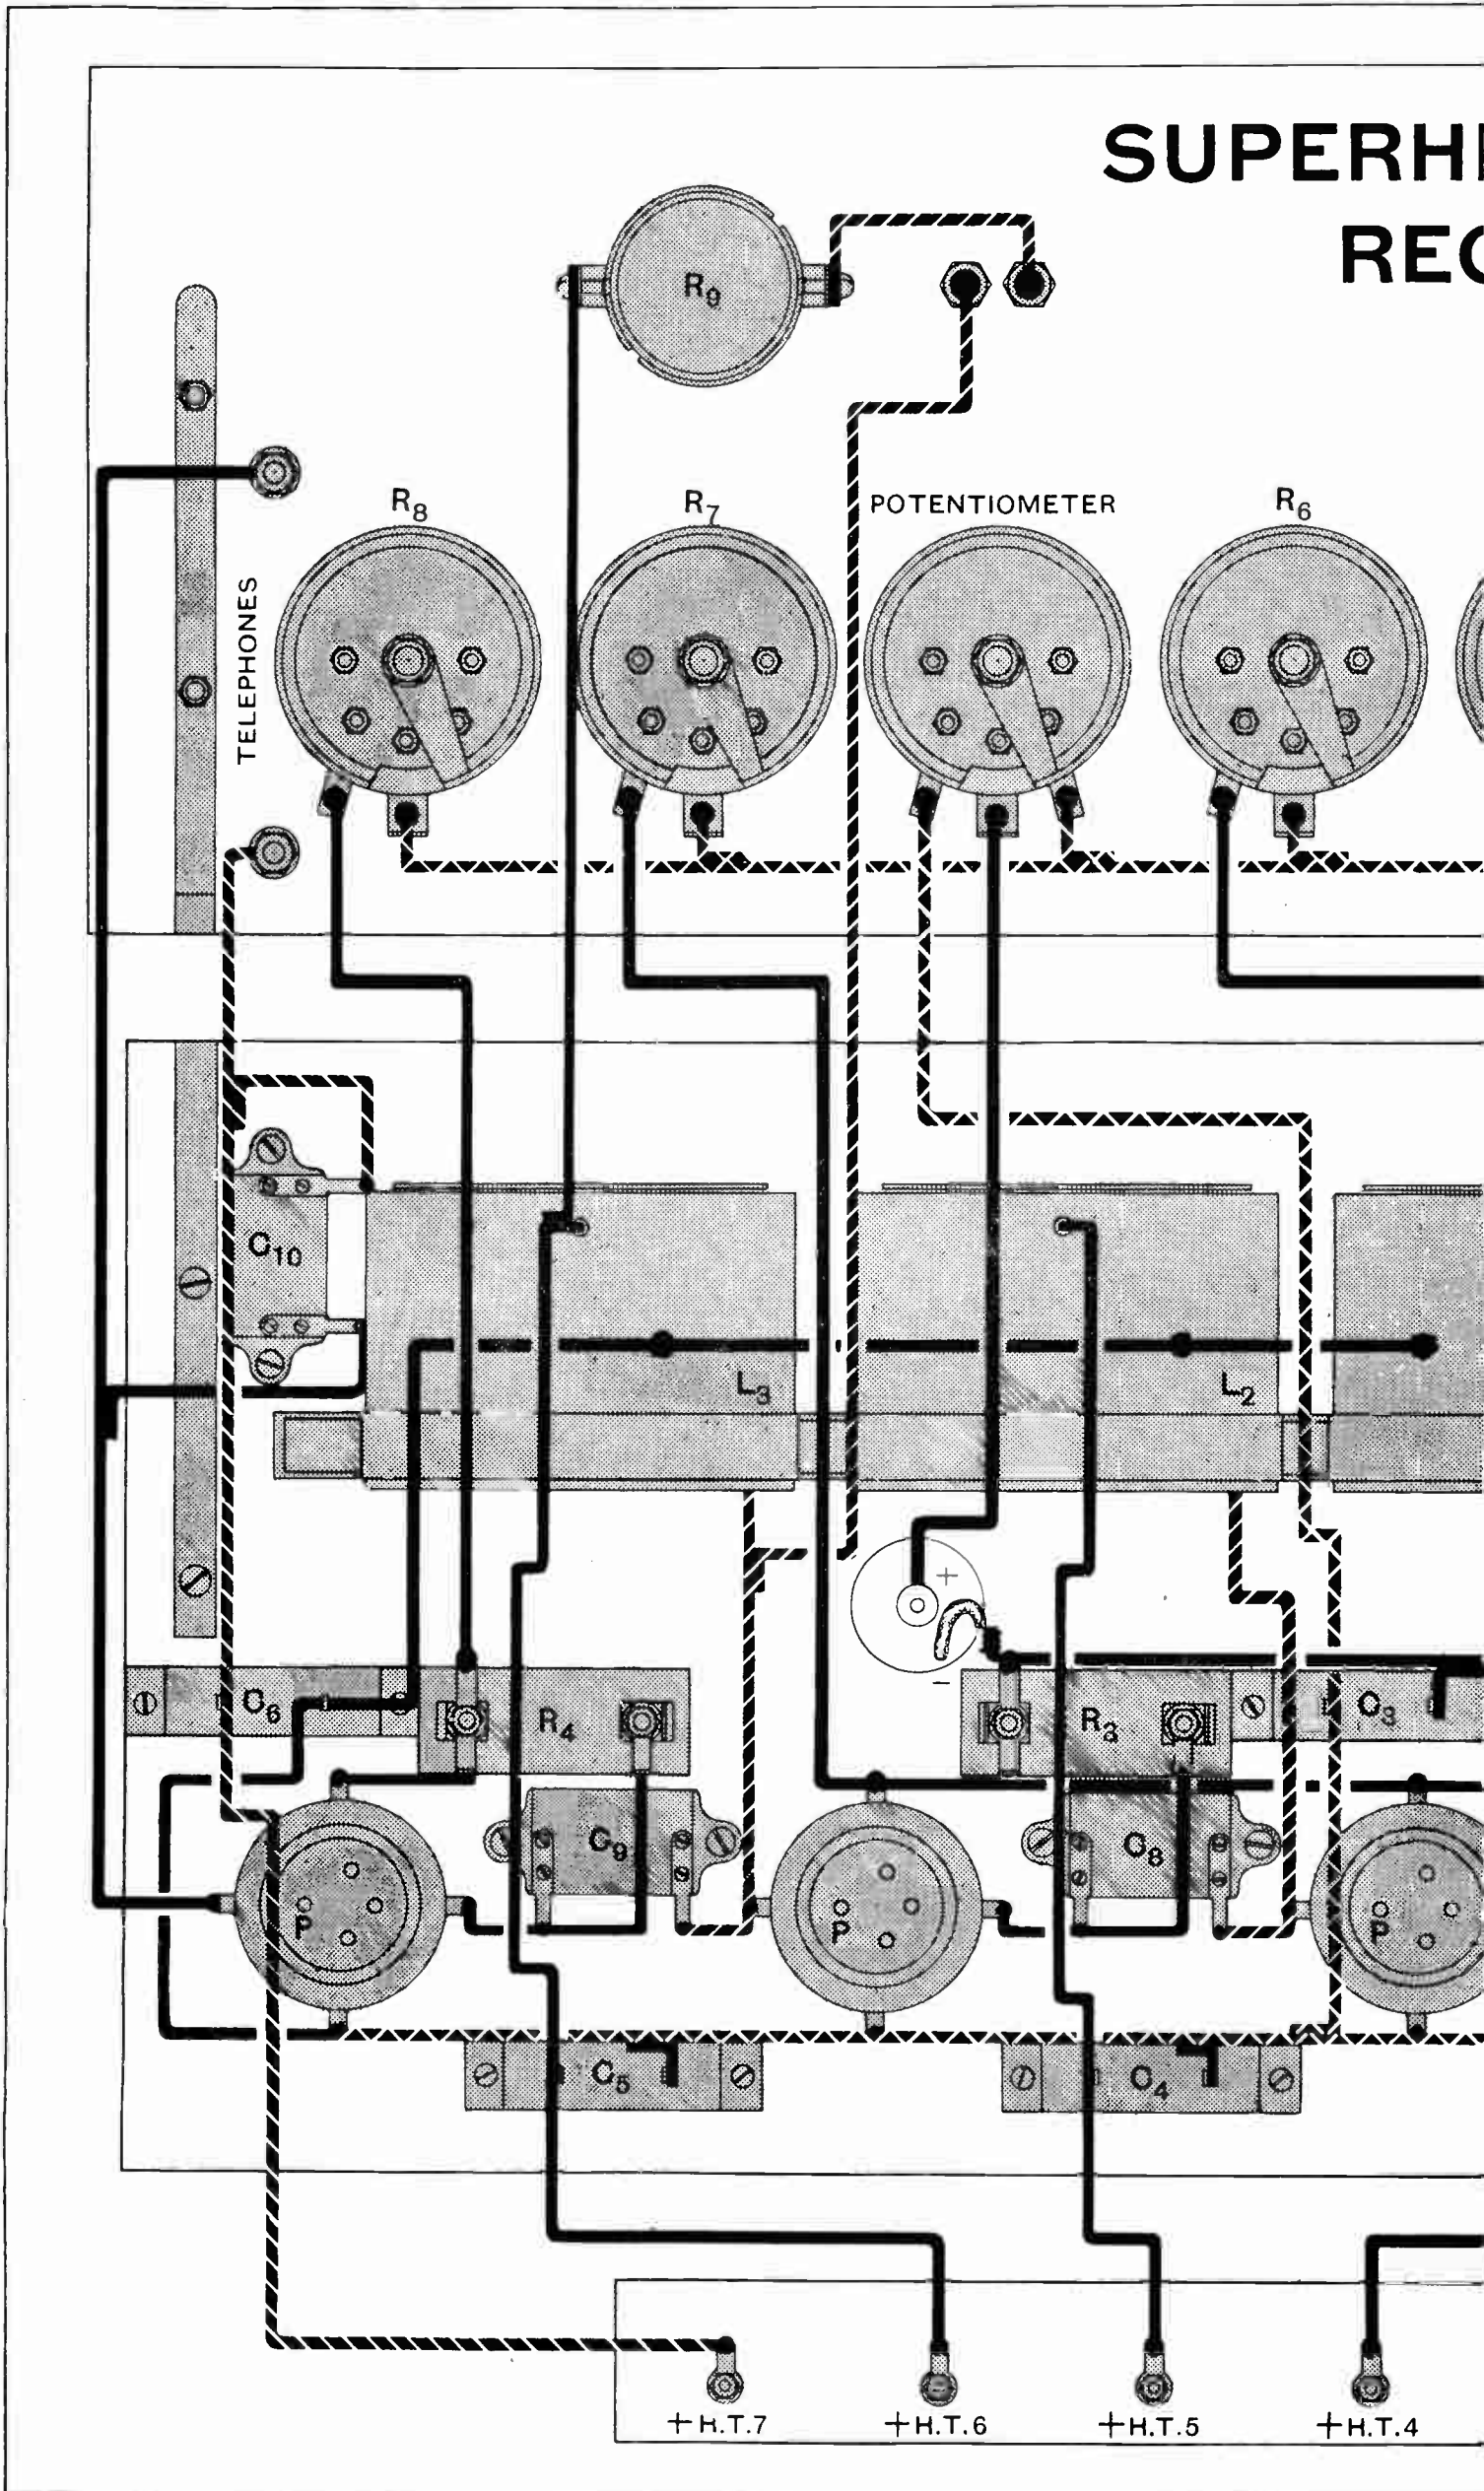 SUPERH
REC
R9
R8
R7
POTENTIOMETER
R6
TELEPHONES
C10
L3
L2
+
−
C6
R4
R3
C3
C9
C8
P
P
P
C5
C4
+H.T.7
+H.T.6
+H.T.5
+H.T.4